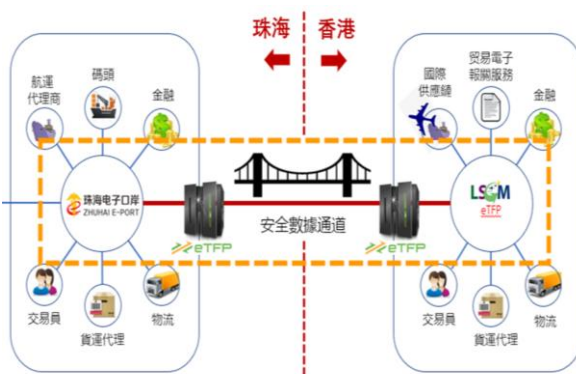 珠海 香港
航運
代理商
碼頭
金融
國際
供應鏈
贸易電子
報關服務
金融
珠海电子口岸
ZHUHAI E-PORT
eTFP
安全數據通道
eTFP
LSCM
eTFP
交易員
貨運代理
物流
交易員
貨運代理
物流